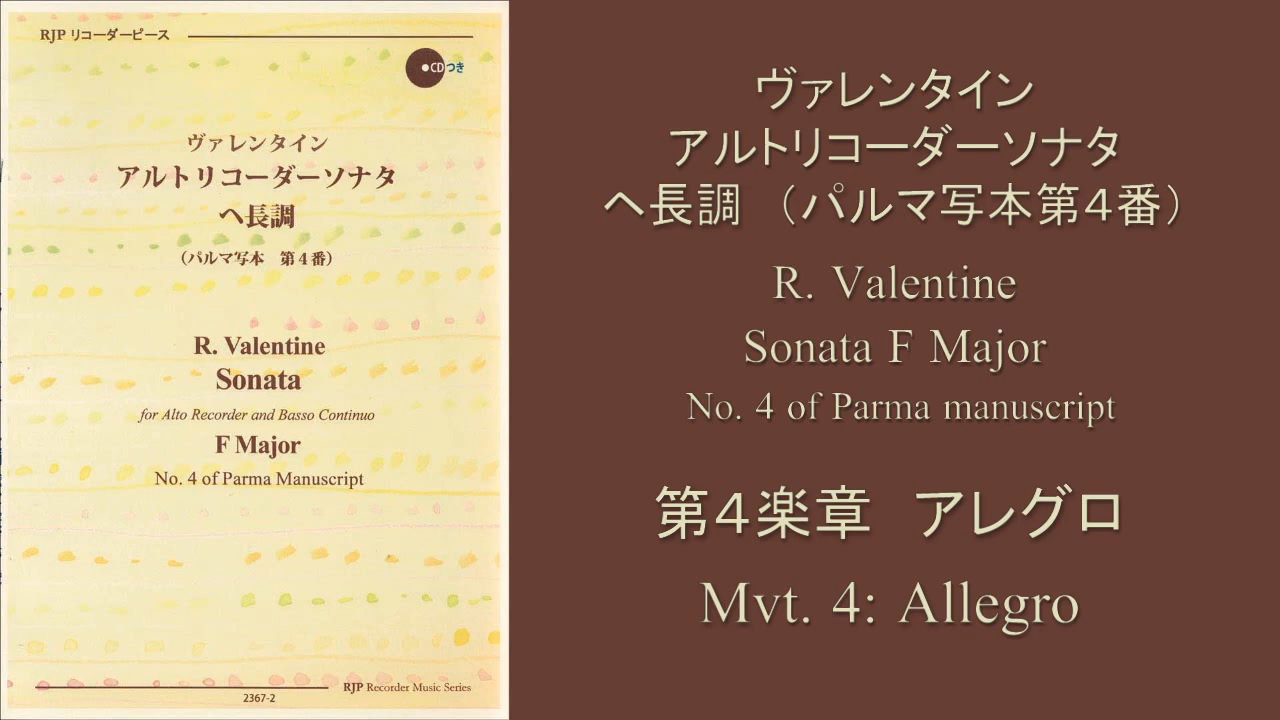 RJP リコーダーピース
CDつき
ヴァレンタイン
アルトリコーダーソナタ
ヘ長調
（パルマ写本　第４番）
R. Valentine
Sonata
for Alto Recorder and Basso Continuo
F Major
No. 4 of Parma Manuscript
RJP Recorder Music Series
2367-2
ヴァレンタイン
アルトリコーダーソナタ
ヘ長調　（パルマ写本第４番）
R. Valentine
Sonata F Major
No. 4 of Parma manuscript
第４楽章　アレグロ
Mvt. 4: Allegro